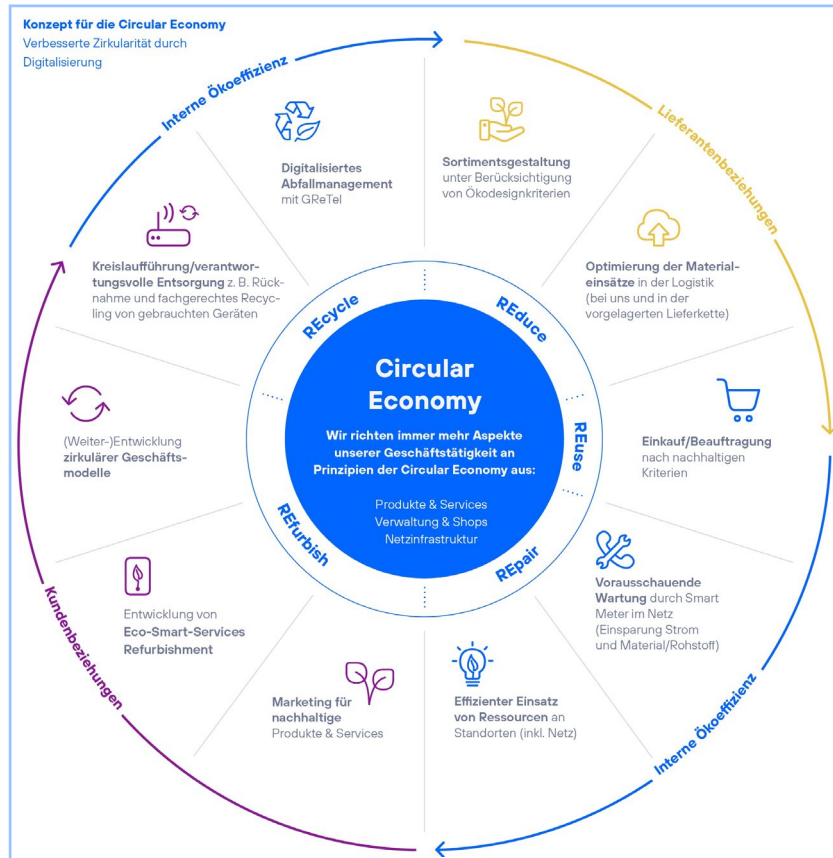 Konzept für die Circular Economy
Verbesserte Zirkularität durch
Digitalisierung
Interne Ökoeffizienz
Lieferantenbeziehungen
Digitalisiertes
Abfallmanagement
mit GReTel
Sortimentsgestaltung
unter Berücksichtigung
von Ökodesignkriterien
Kreislaufführung/verantwor-
tungsvolle Entsorgung z. B. Rück-
nahme und fachgerechtes Recyc-
ling von gebrauchten Geräten
Optimierung der Material-
einsätze in der Logistik
(bei uns und in der
vorgelagerten Lieferkette)
REcycle
REduce
Circular
Economy
Wir richten immer mehr Aspekte
unserer Geschäftstätigkeit an
Prinzipien der Circular Economy aus:
Produkte & Services
Verwaltung & Shops
Netzinfrastruktur
REuse
REpair
REfurbish
(Weiter-)Entwicklung
zirkulärer Geschäfts-
modelle
Einkauf/Beauftragung
nach nachhaltigen
Kriterien
Entwicklung von
Eco-Smart-Services
Refurbishment
Vorausschauende
Wartung durch Smart
Meter im Netz
(Einsparung Strom
und Material/Rohstoff)
Marketing für
nachhaltige
Produkte & Services
Effizienter Einsatz
von Ressourcen an
Standorten (inkl. Netz)
Kundenbeziehungen
Interne Ökoeffizienz